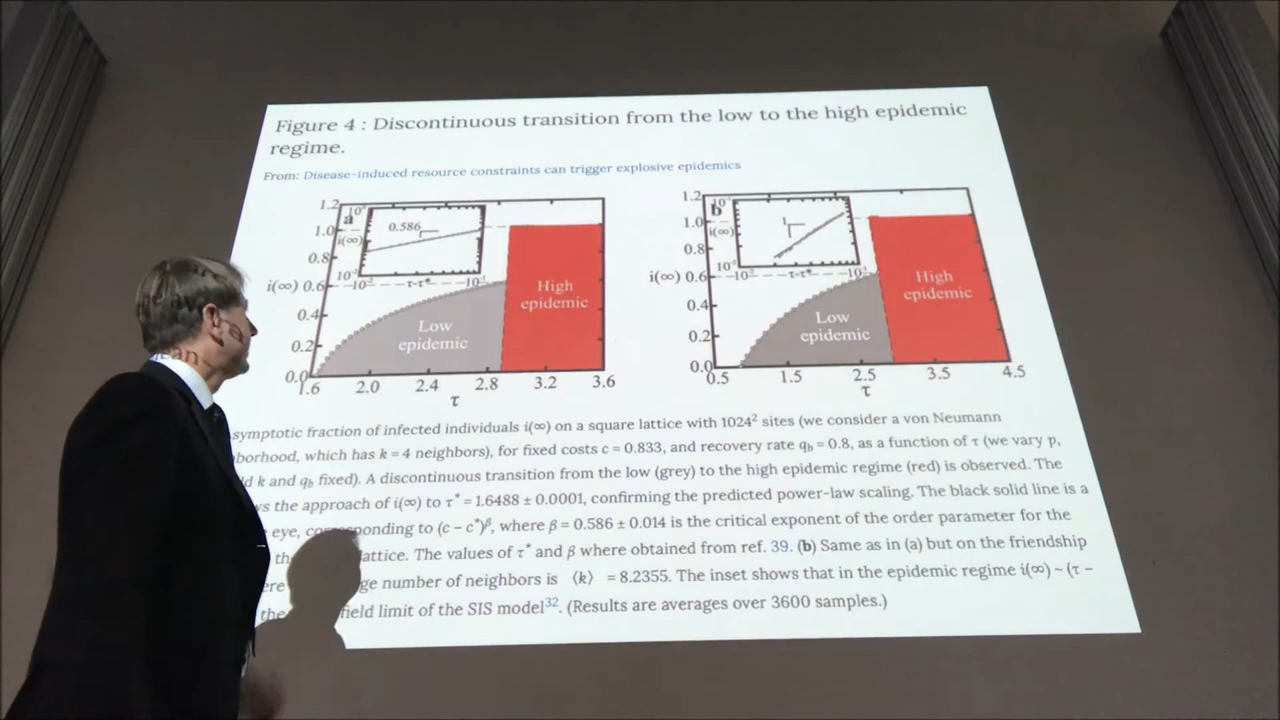 Figure 4 : Discontinuous transition from the low to the high epidemic
regime.
From: Disease-induced resource constraints can trigger explosive epidemics
1.2
1.0
0.8
i(∞) 0.6
0.4
0.2
0.0
1.6 2.0 2.4 2.8 3.2 3.6
τ
a
10⁰
i(∞)
0.586
τ-τ*
Low
epidemic
High
epidemic
1.2
1.0
0.8
i(∞) 0.6
0.4
0.2
0.0
0.5 1.5 2.5 3.5 4.5
τ
b
i(∞)
1
τ-τ*
Low
epidemic
High
epidemic
symptotic fraction of infected individuals i(∞) on a square lattice with 1024² sites (we consider a von Neumann
borhood, which has k = 4 neighbors), for fixed costs c = 0.833, and recovery rate qb = 0.8, as a function of τ (we vary p,
d k and qb fixed). A discontinuous transition from the low (grey) to the high epidemic regime (red) is observed. The
ws the approach of i(∞) to τ* = 1.6488 ± 0.0001, confirming the predicted power-law scaling. The black solid line is a
eye, corresponding to (c − c*)β, where β = 0.586 ± 0.014 is the critical exponent of the order parameter for the
lattice. The values of τ* and β where obtained from ref. 39. (b) Same as in (a) but on the friendship
ge number of neighbors is ⟨k⟩ = 8.2355. The inset shows that in the epidemic regime i(∞) ~ (τ −
the field limit of the SIS model³². (Results are averages over 3600 samples.)